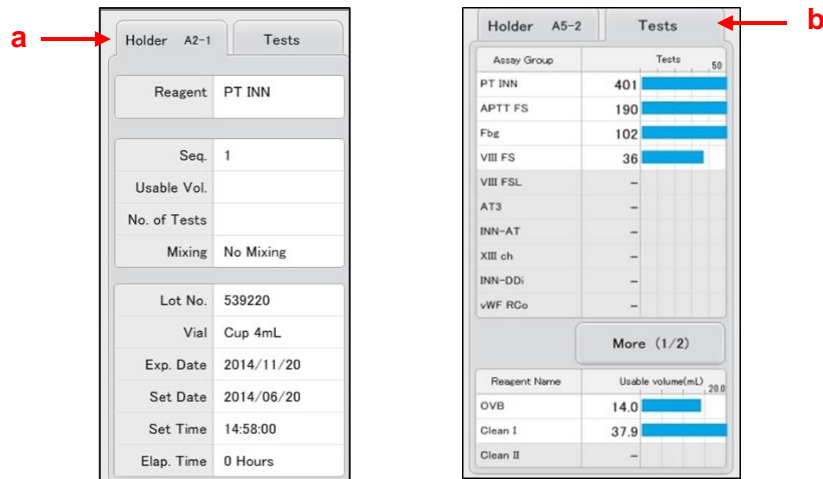 a
Holder A2-1 Tests
Reagent PT INN
Seq. 1
Usable Vol.
No. of Tests
Mixing No Mixing
Lot No. 539220
Vial Cup 4mL
Exp. Date 2014/11/20
Set Date 2014/06/20
Set Time 14:58:00
Elap. Time 0 Hours
b
Holder A5-2 Tests
Assay Group Tests 50
PT INN 401
APTT FS 190
Fbg 102
VIII FS 36
VIII FSL -
AT3 -
INN-AT -
XIII ch -
INN-DDi -
vWF RCo -
More (1/2)
Reagent Name Usable volume(mL) 20.0
OVB 14.0
Clean I 37.9
Clean II -